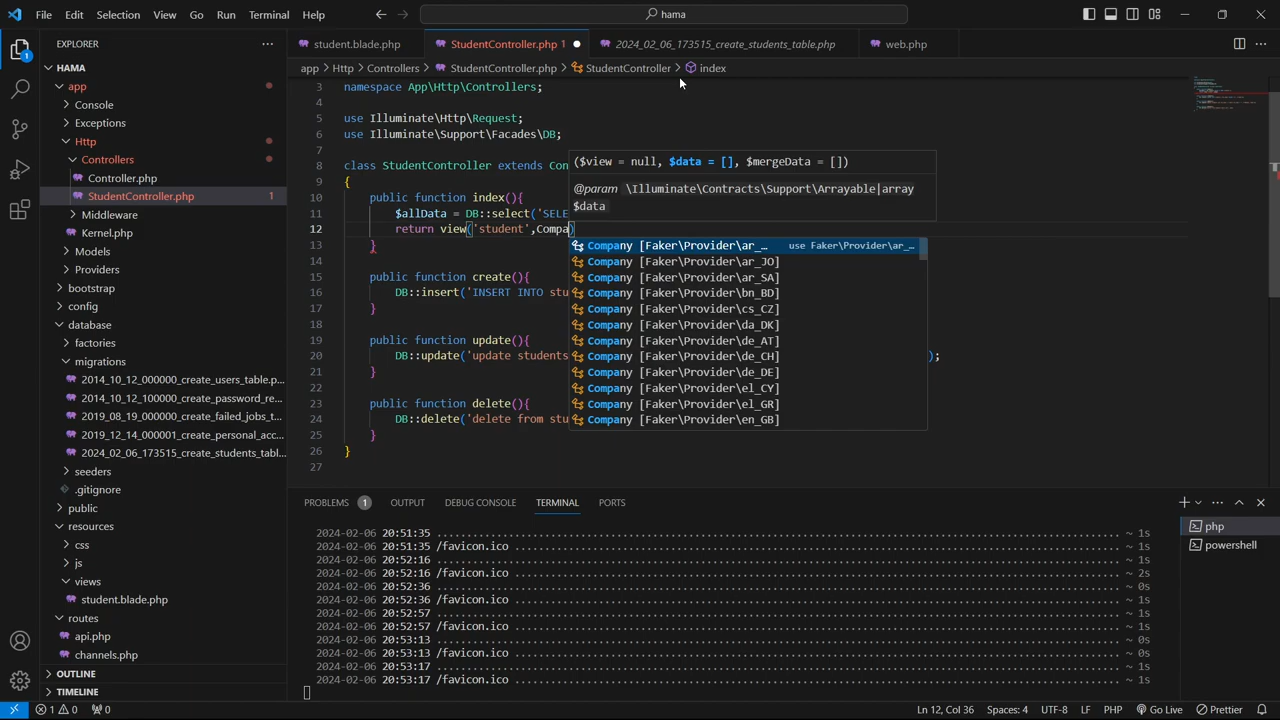 File Edit Selection View Go Run Terminal Help
hama
EXPLORER
HAMA
app
Console
Exceptions
Http
Controllers
Controller.php
StudentController.php 1
Middleware
Kernel.php
Models
Providers
bootstrap
config
database
factories
migrations
2014_10_12_000000_create_users_table.p...
2014_10_12_100000_create_password_re...
2019_08_19_000000_create_failed_jobs_t...
2019_12_14_000001_create_personal_acc...
2024_02_06_173515_create_students_tabl...
seeders
.gitignore
public
resources
css
js
views
student.blade.php
routes
api.php
channels.php
OUTLINE
TIMELINE
student.blade.php StudentController.php 1 2024_02_06_173515_create_students_table.php web.php
app > Http > Controllers > StudentController.php > StudentController > index
3 namespace App\Http\Controllers;
4
5 use Illuminate\Http\Request;
6 use Illuminate\Support\Facades\DB;
7
8 class StudentController extends Con
9 {
10 public function index(){
11 $allData = DB::select('SELE
12 return view('student',Compa)
13 }
14
15 public function create(){
16 DB::insert('INSERT INTO stu
17 }
18
19 public function update(){
20 DB::update('update students );
21 }
22
23 public function delete(){
24 DB::delete('delete from stu
25 }
26 }
27
($view = null, $data = [], $mergeData = [])
@param \Illuminate\Contracts\Support\Arrayable|array
$data
Company [Faker\Provider\ar_… use Faker\Provider\ar_…
Company [Faker\Provider\ar_JO]
Company [Faker\Provider\ar_SA]
Company [Faker\Provider\bn_BD]
Company [Faker\Provider\cs_CZ]
Company [Faker\Provider\da_DK]
Company [Faker\Provider\de_AT]
Company [Faker\Provider\de_CH]
Company [Faker\Provider\de_DE]
Company [Faker\Provider\el_CY]
Company [Faker\Provider\el_GR]
Company [Faker\Provider\en_GB]
PROBLEMS 1 OUTPUT DEBUG CONSOLE TERMINAL PORTS
2024-02-06 20:51:35 ........ ~ 1s
2024-02-06 20:51:35 /favicon.ico ........ ~ 1s
2024-02-06 20:52:16 ........ ~ 1s
2024-02-06 20:52:16 /favicon.ico ........ ~ 2s
2024-02-06 20:52:36 ........ ~ 0s
2024-02-06 20:52:36 /favicon.ico ........ ~ 1s
2024-02-06 20:52:57 ........ ~ 1s
2024-02-06 20:52:57 /favicon.ico ........ ~ 1s
2024-02-06 20:53:13 ........ ~ 0s
2024-02-06 20:53:13 /favicon.ico ........ ~ 0s
2024-02-06 20:53:17 ........ ~ 1s
2024-02-06 20:53:17 /favicon.ico ........ ~ 1s
php
powershell
1 0 0 Ln 12, Col 36 Spaces: 4 UTF-8 LF PHP Go Live Prettier